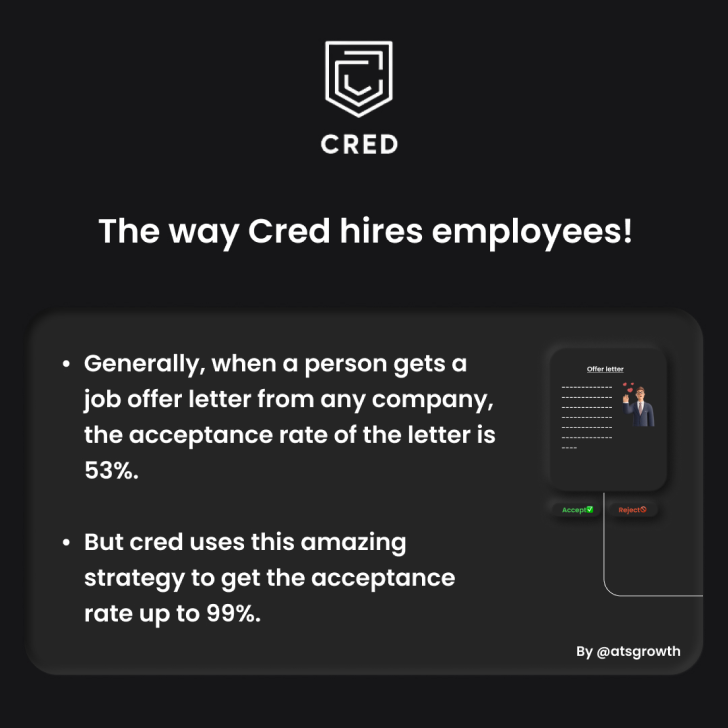 CRED
The way Cred hires employees!
• Generally, when a person gets a
job offer letter from any company,
the acceptance rate of the letter is
53%.
• But cred uses this amazing
strategy to get the acceptance
rate up to 99%.
Offer letter
Accept✅
Reject🚫
By @atsgrowth